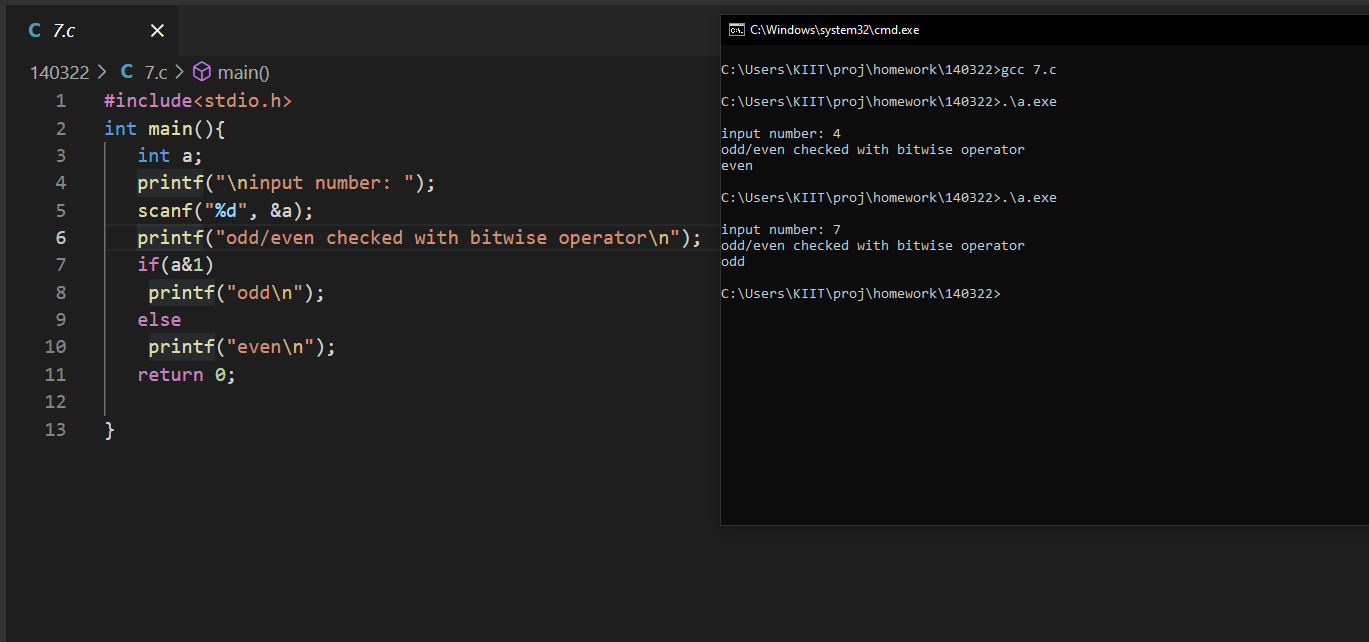 C 7.c ×
140322 > C 7.c > main()
1 #include<stdio.h>
2 int main(){
3 int a;
4 printf("\ninput number: ");
5 scanf("%d", &a);
6 printf("odd/even checked with bitwise operator\n");
7 if(a&1)
8 printf("odd\n");
9 else
10 printf("even\n");
11 return 0;
12
13 }
C:\Windows\system32\cmd.exe
C:\Users\KIIT\proj\homework\140322>gcc 7.c
C:\Users\KIIT\proj\homework\140322>.\a.exe
input number: 4
odd/even checked with bitwise operator
even
C:\Users\KIIT\proj\homework\140322>.\a.exe
input number: 7
odd/even checked with bitwise operator
odd
C:\Users\KIIT\proj\homework\140322>